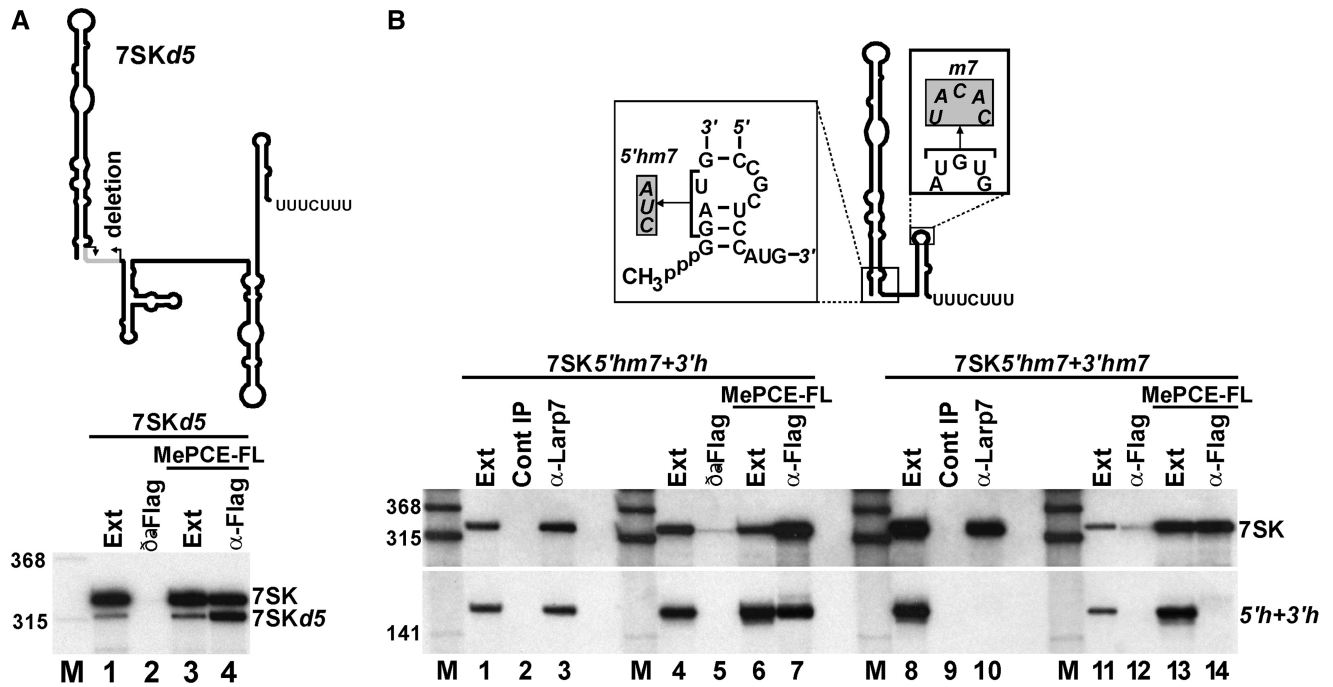 A
7SKd5
deletion
UUUCUUU
7SKd5
MePCE-FL
Ext
Flag
Ext
α-Flag
368
315
7SK
7SKd5
M 1 2 3 4
B
m7
U A C A C
A U G U G
5'hm7
A
U
C
3' 5'
G C
U C
G
C
A U
G C
G C
CH3ppp
AUG-3'
UUUCUUU
7SK5'hm7+3'h
7SK5'hm7+3'hm7
MePCE-FL
MePCE-FL
Ext
Cont IP
α-Larp7
Ext
Flag
Ext
α-Flag
Ext
Cont IP
α-Larp7
Ext
α-Flag
Ext
α-Flag
368
315
7SK
141
5'h+3'h
M 1 2 3 M 4 5 6 7 M 8 9 10 M 11 12 13 14